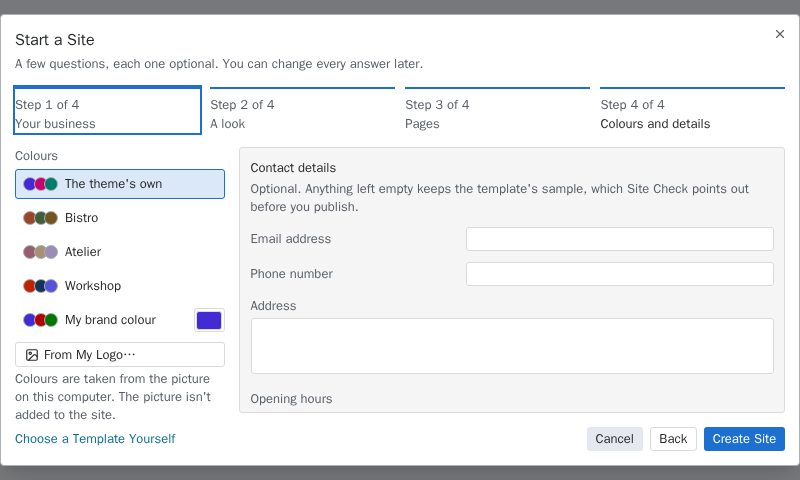 Start a Site
A few questions, each one optional. You can change every answer later.
Step 1 of 4
Your business
Step 2 of 4
A look
Step 3 of 4
Pages
Step 4 of 4
Colours and details
Colours
The theme's own
Bistro
Atelier
Workshop
My brand colour
From My Logo···
Colours are taken from the picture
on this computer. The picture isn't
added to the site.
Choose a Template Yourself
Contact details
Optional. Anything left empty keeps the template's sample, which Site Check points out
before you publish.
Email address
Phone number
Address
Opening hours
Cancel
Back
Create Site